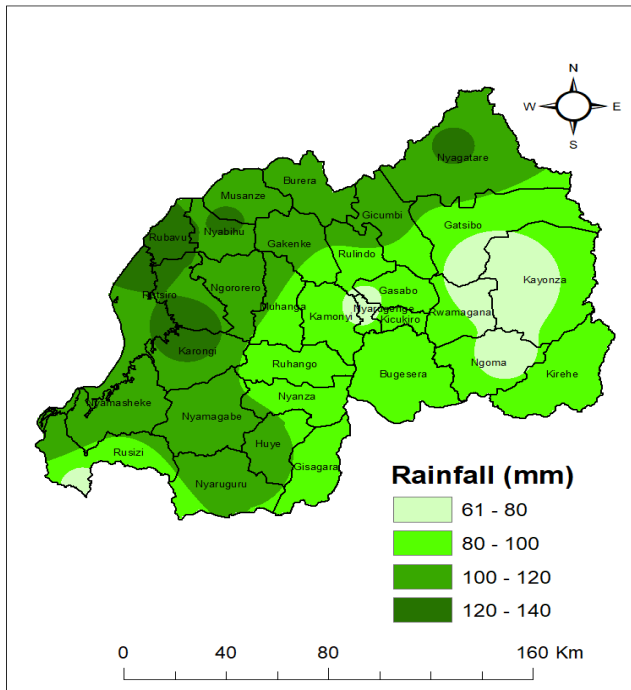 N
W E
S
Nyagatare
Burera
Musanze
Gicumbi
Nyabihu
Gatsibo
Rubavu
Gakenke
Rulindo
Kayonza
Ngororero
Gasabo
Rutsiro
Muhanga
Kamonyi
Nyarugenge
Rwamagana
Kicukiro
Karongi
Ruhango
Bugesera
Ngoma
Kirehe
Nyanza
Nyamasheke
Nyamagabe
Huye
Rusizi
Gisagara
Nyaruguru
Rainfall (mm)
61 - 80
80 - 100
100 - 120
120 - 140
0 40 80 160 Km